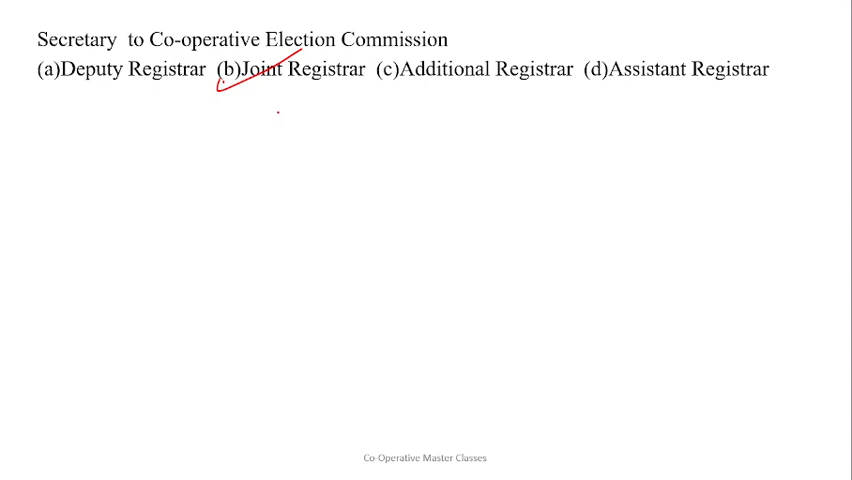 Secretary to Co-operative Election Commission
(a)Deputy Registrar (b)Joint Registrar (c)Additional Registrar (d)Assistant Registrar
Co-Operative Master Classes